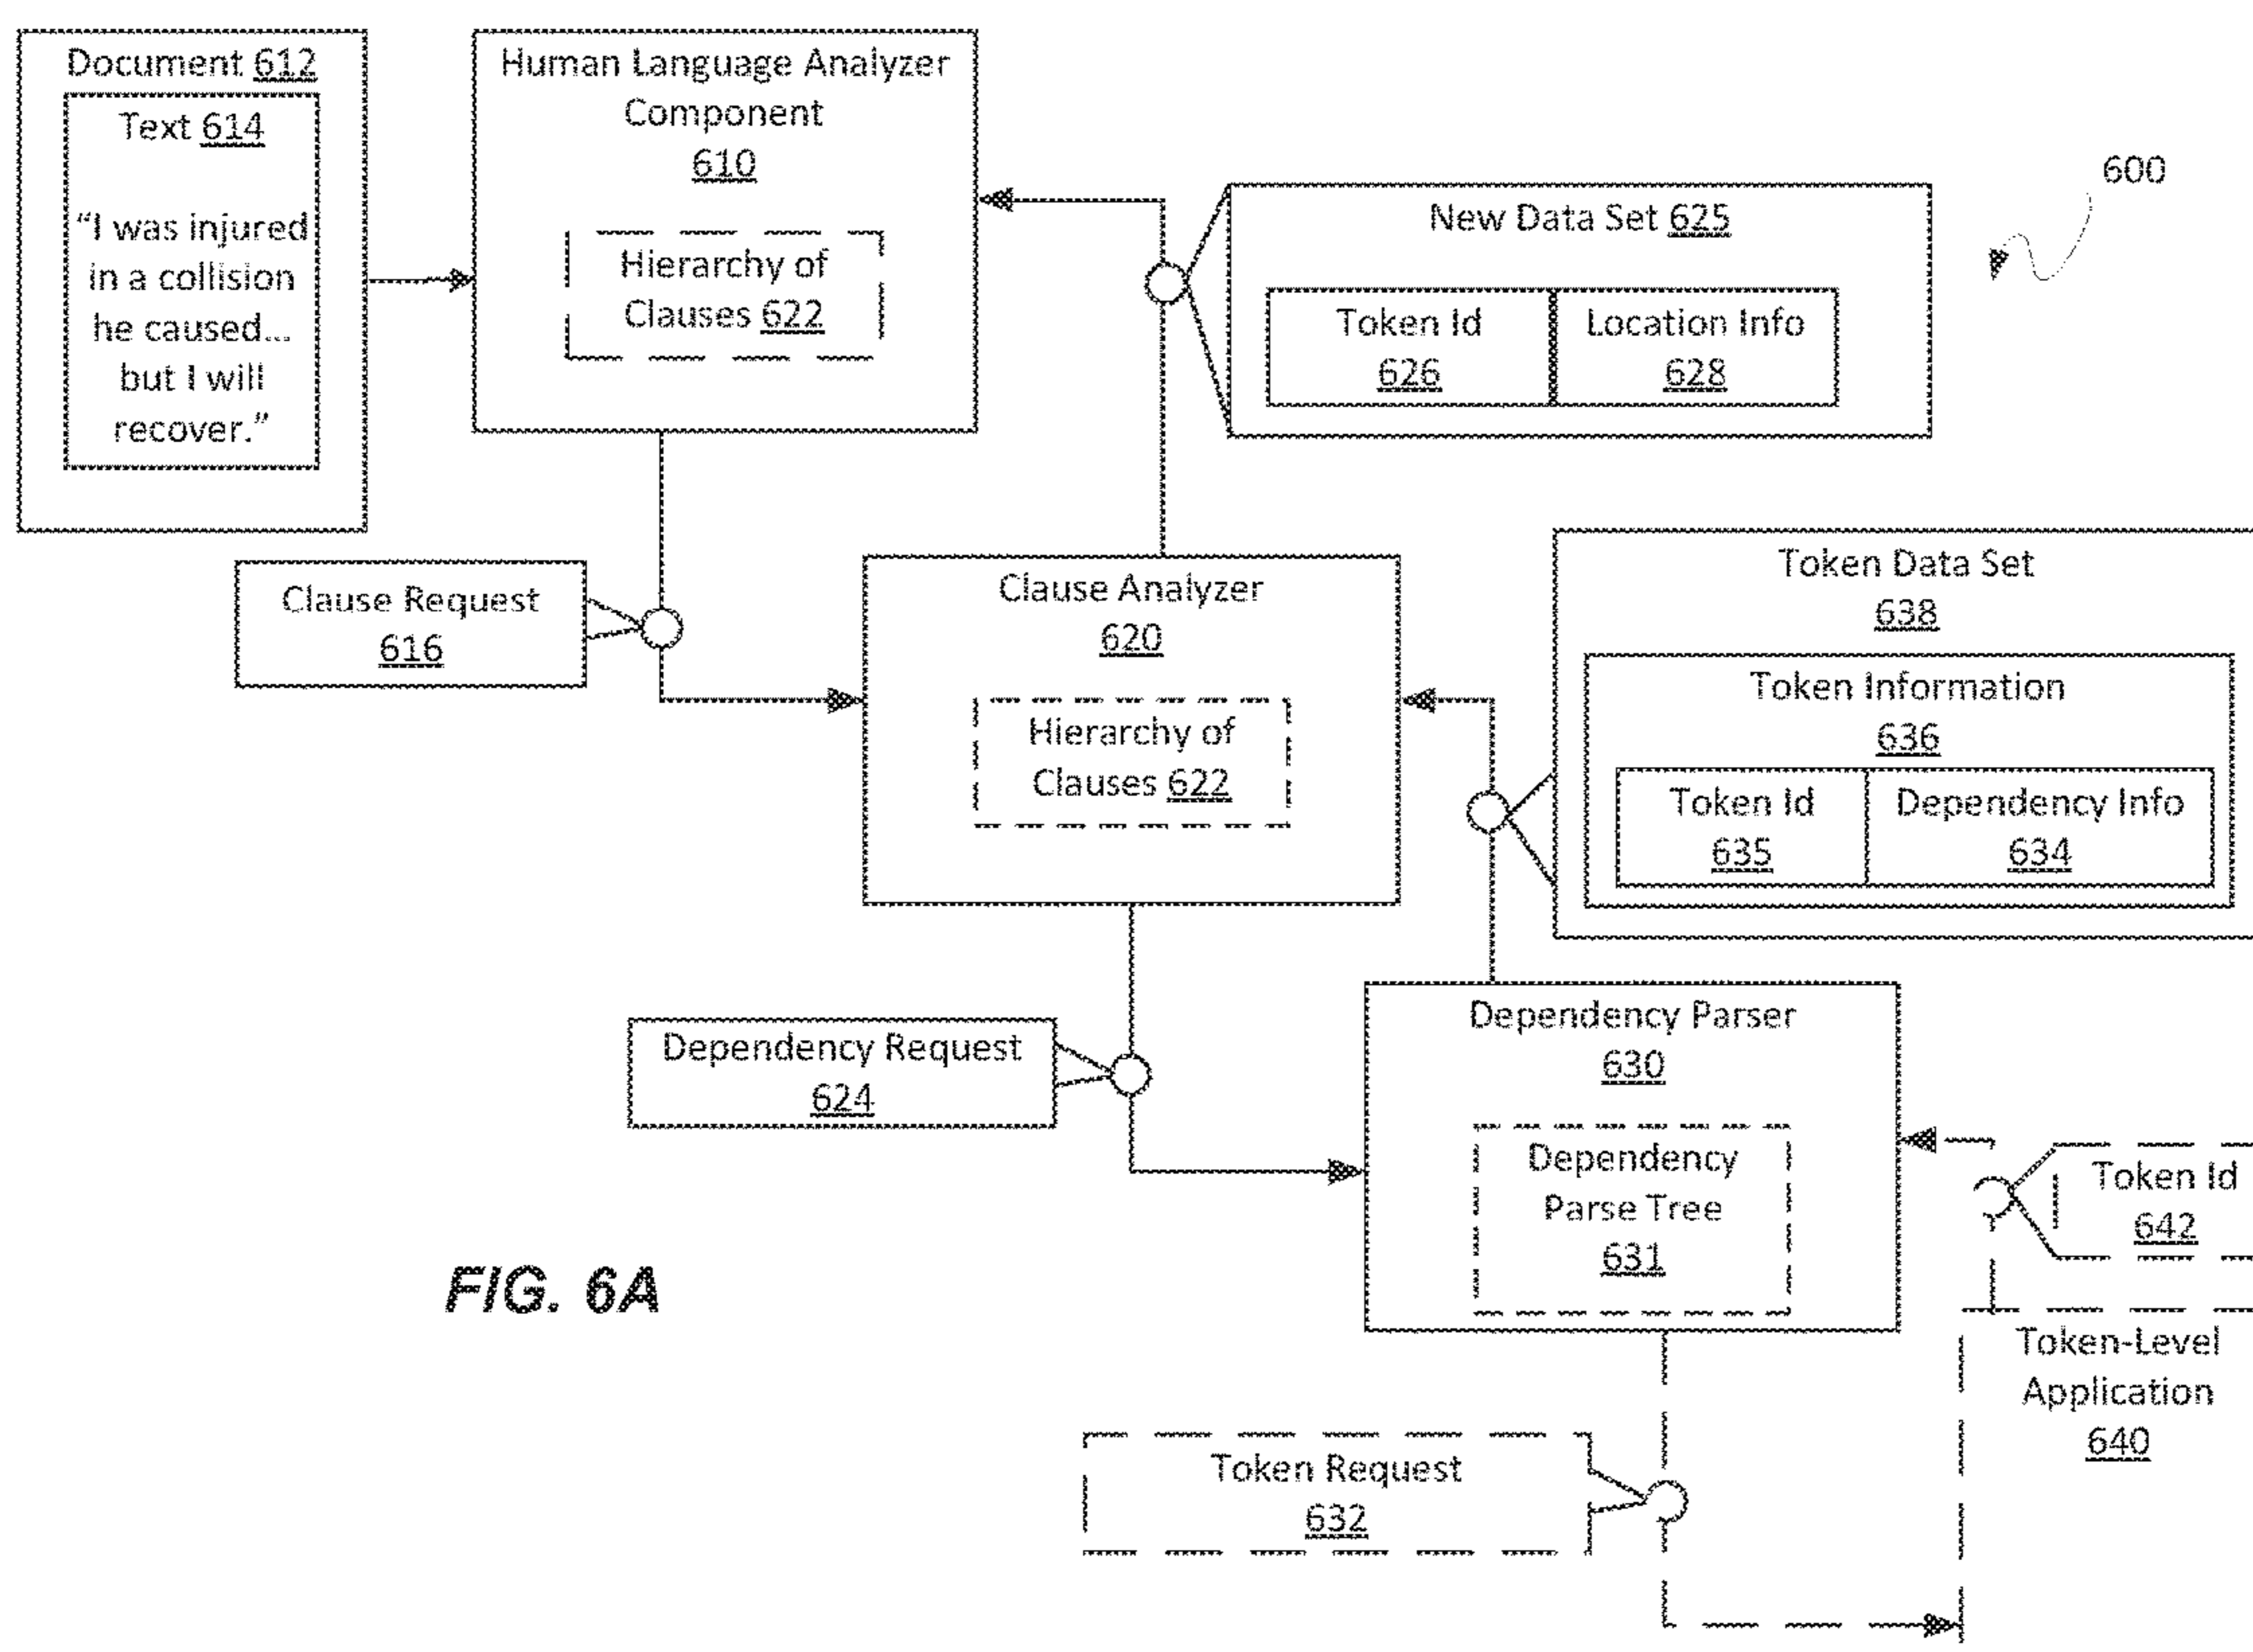 Document 612
Text 614
“I was injured
in a collision
he caused...
but I will
recover.”
Human Language Analyzer
Component
610
Hierarchy of
Clauses 622
New Data Set 625
Token Id
626
Location Info
628
600
Clause Request
616
Clause Analyzer
620
Hierarchy of
Clauses 622
Token Data Set
638
Token Information
636
Token Id
635
Dependency Info
634
Dependency Request
624
Dependency Parser
630
Dependency
Parse Tree
631
Token Id
642
Token-Level
Application
640
Token Request
632
FIG. 6A